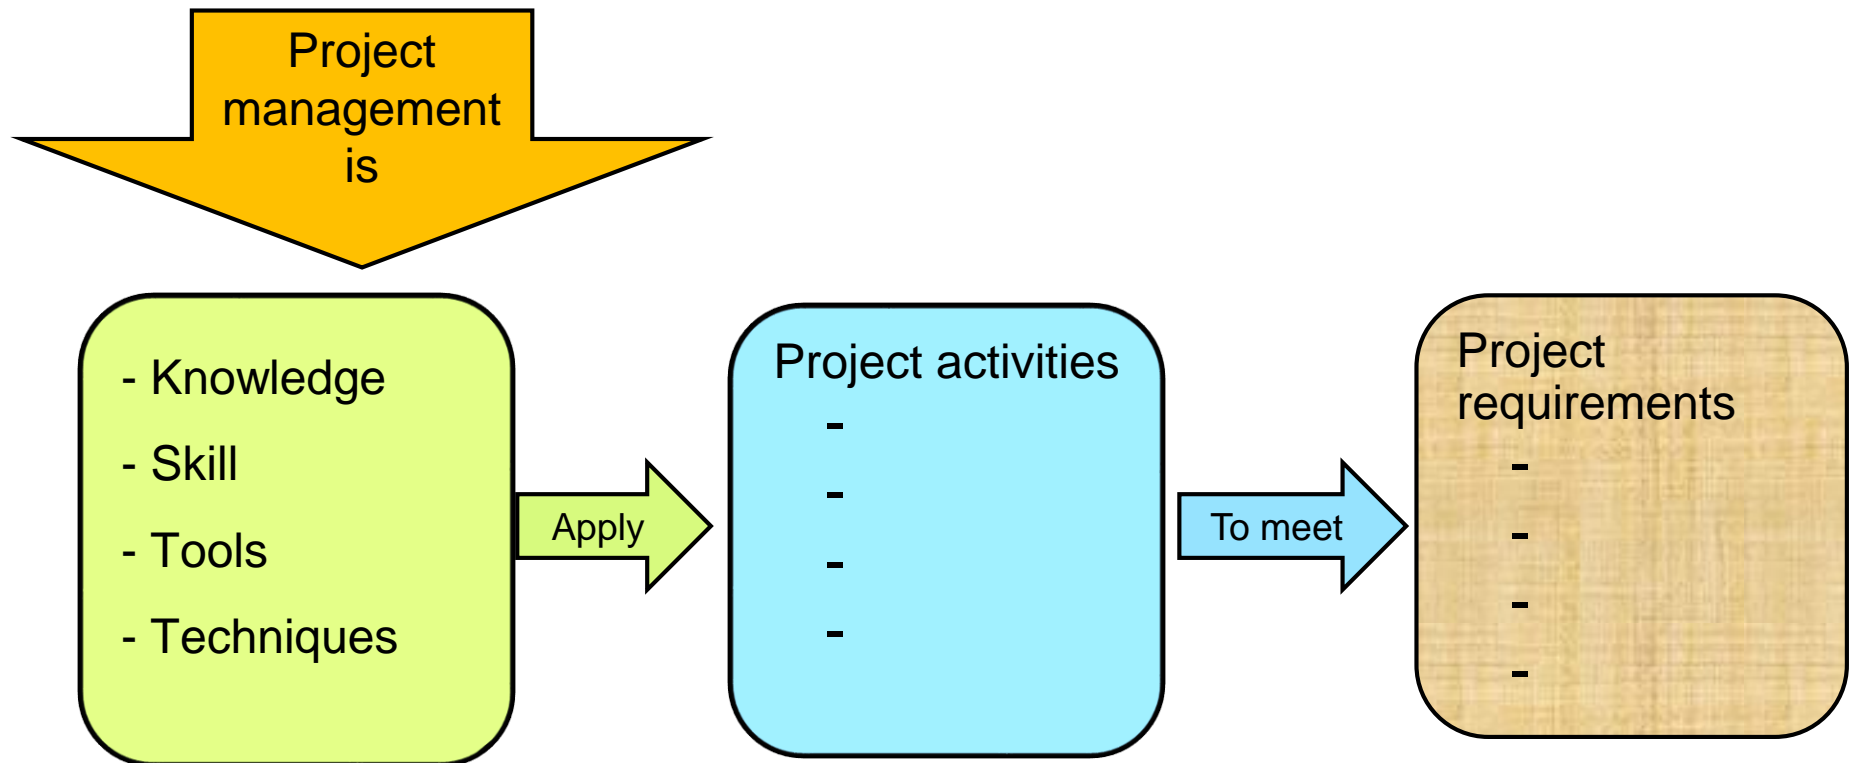 Project
management
is
- Knowledge
- Skill
- Tools
- Techniques
Apply
Project activities
-
-
-
-
To meet
Project
requirements
-
-
-
-